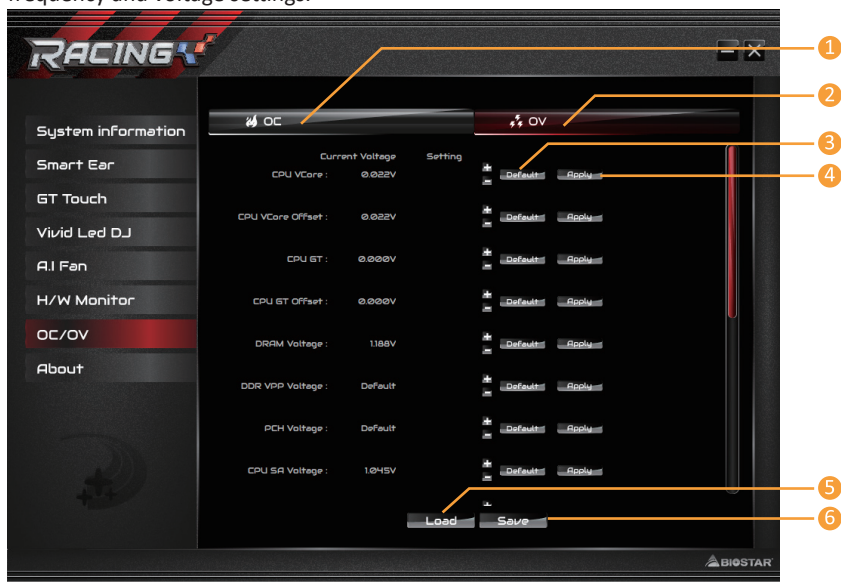 frequency and voltage settings.
RACING
1
2
OC
OV
System information
Smart Ear
GT Touch
Vivid Led DJ
A.I Fan
H/W Monitor
OC/OV
About
3
4
Current Voltage Setting
CPU VCore : 0.022V + - Default Apply
CPU VCore Offset : 0.022V + - Default Apply
CPU GT : 0.000V + - Default Apply
CPU GT Offset : 0.000V + - Default Apply
DRAM Voltage : 1.188V + - Default Apply
DDR VPP Voltage : Default + - Default Apply
PCH Voltage : Default + - Default Apply
CPU SA Voltage : 1.045V + - Default Apply
5
+
Load Save
6
BIOSTAR